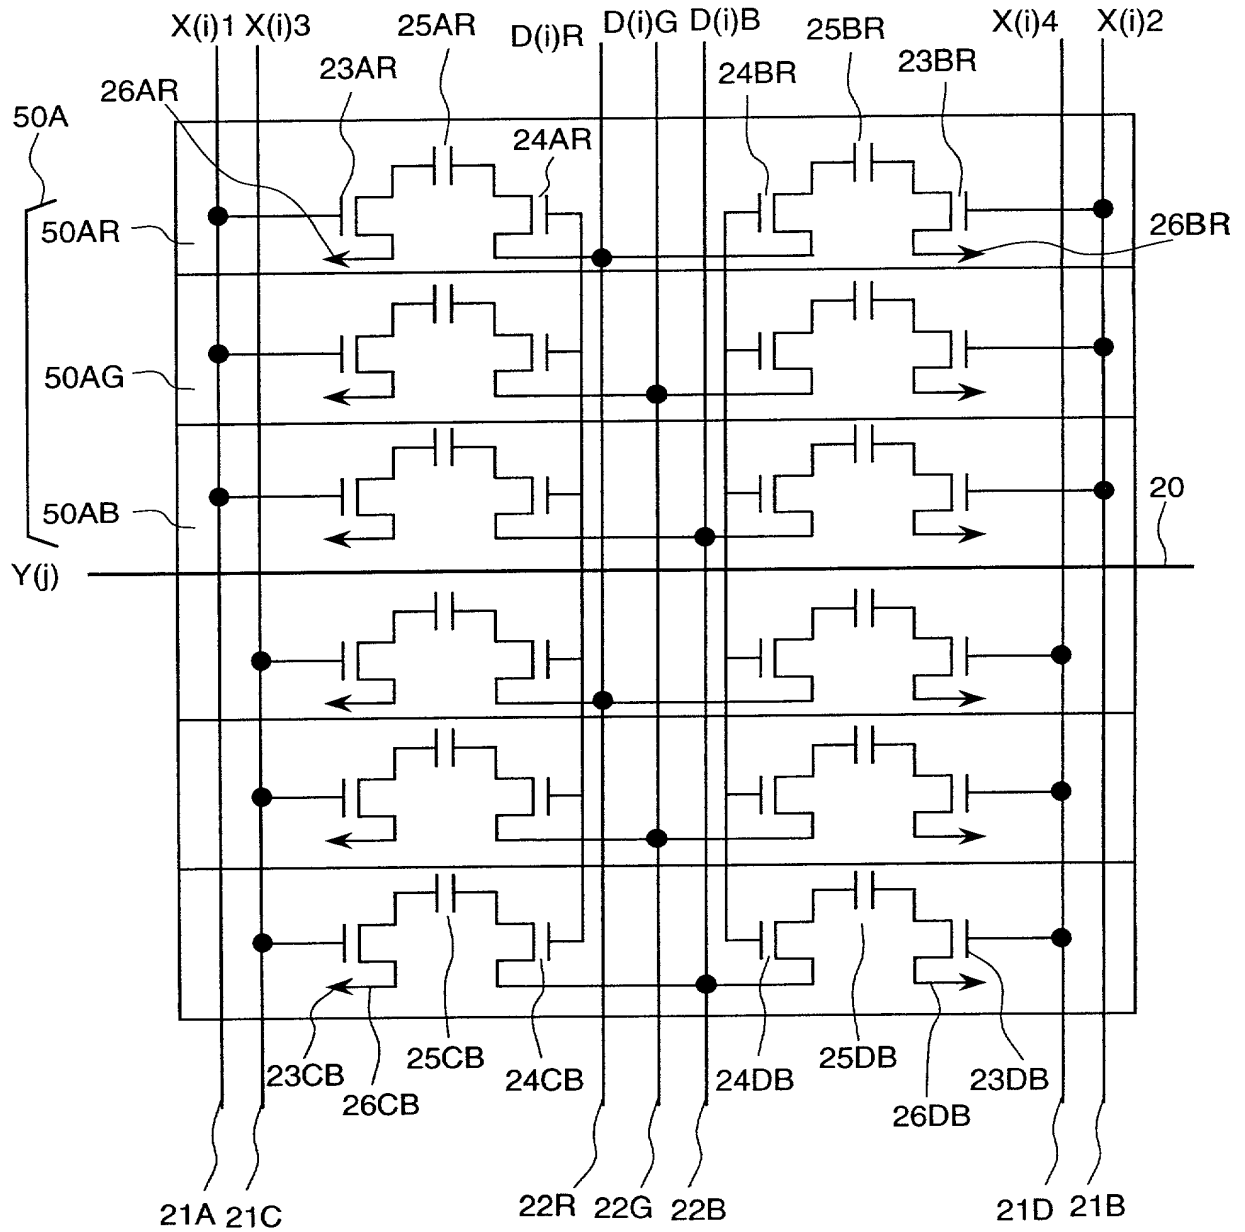 X(i)1 X(i)3 25AR D(i)R D(i)G D(i)B 25BR X(i)4 X(i)2
26AR 23AR 24BR 23BR
50A
24AR
50AR 26BR
50AG
50AB 20
Y(j)
23CB 25CB 24CB 24DB 25DB 23DB
26CB 26DB
21A 21C 22R 22G 22B 21D 21B